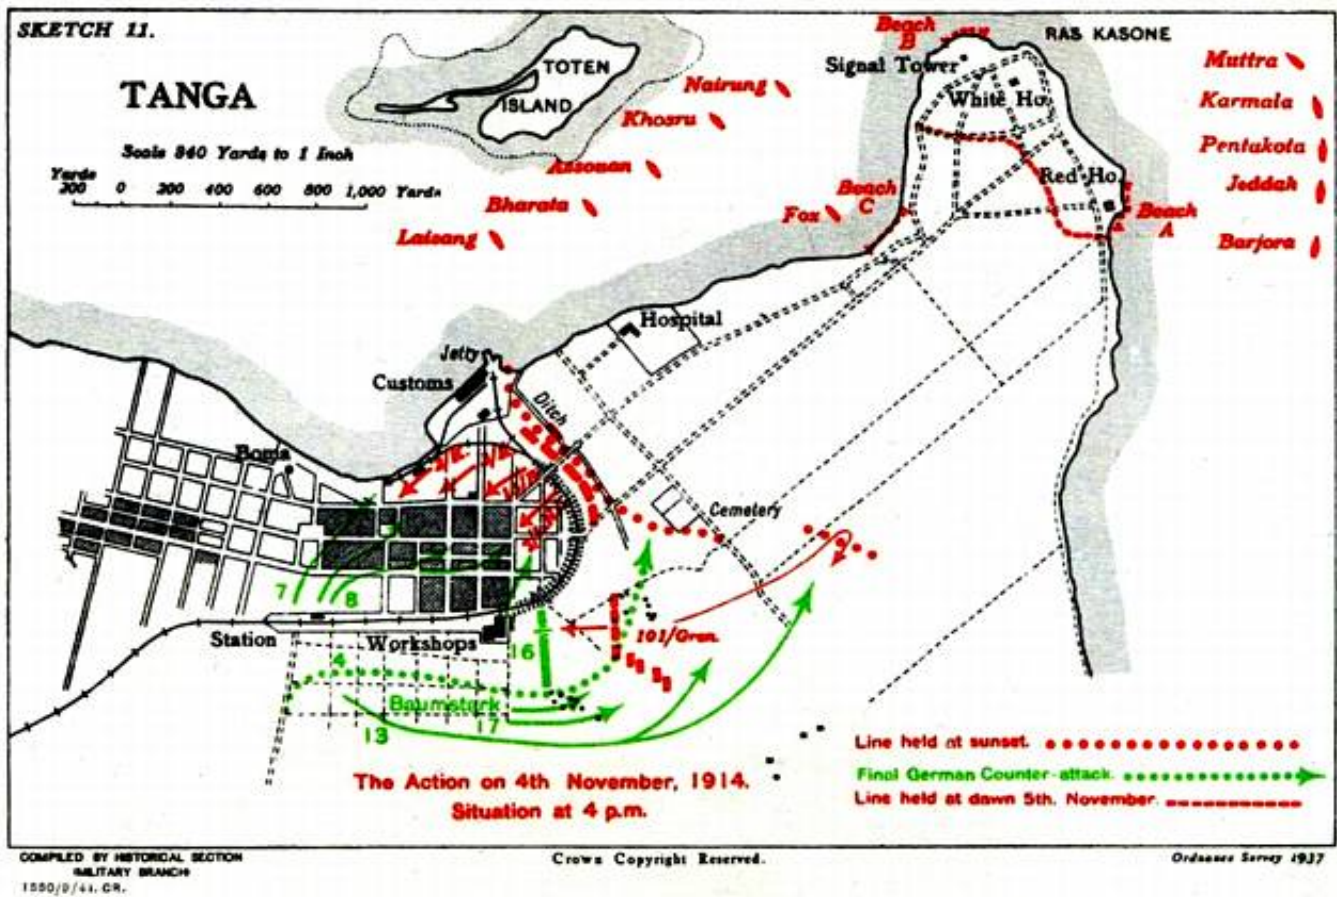 SKETCH 11.
TANGA
Scale 840 Yards to 1 Inch
Yards
200 0 200 400 600 800 1,000 Yards
TOTEN
ISLAND
Nairung
Khosru
Assouan
Bharata
Laisang
Fox
Beach
B
RAS KASONE
Signal Tower
White Ho.
Red Ho.
Beach
C
Beach
A
Muttra
Karmala
Pentakota
Jeddah
Barjora
Hospital
Jetty
Customs
Ditch
Boma
Cemetery
7
8
Station
Workshops
16
101/Gran.
4
Baumstark
17
13
The Action on 4th November, 1914.
Situation at 4 p.m.
Line held at sunset.
Final German Counter-attack.
Line held at dawn 5th. November.
COMPILED BY HISTORICAL SECTION
(MILITARY BRANCH)
Crown Copyright Reserved.
Ordnance Survey 1937